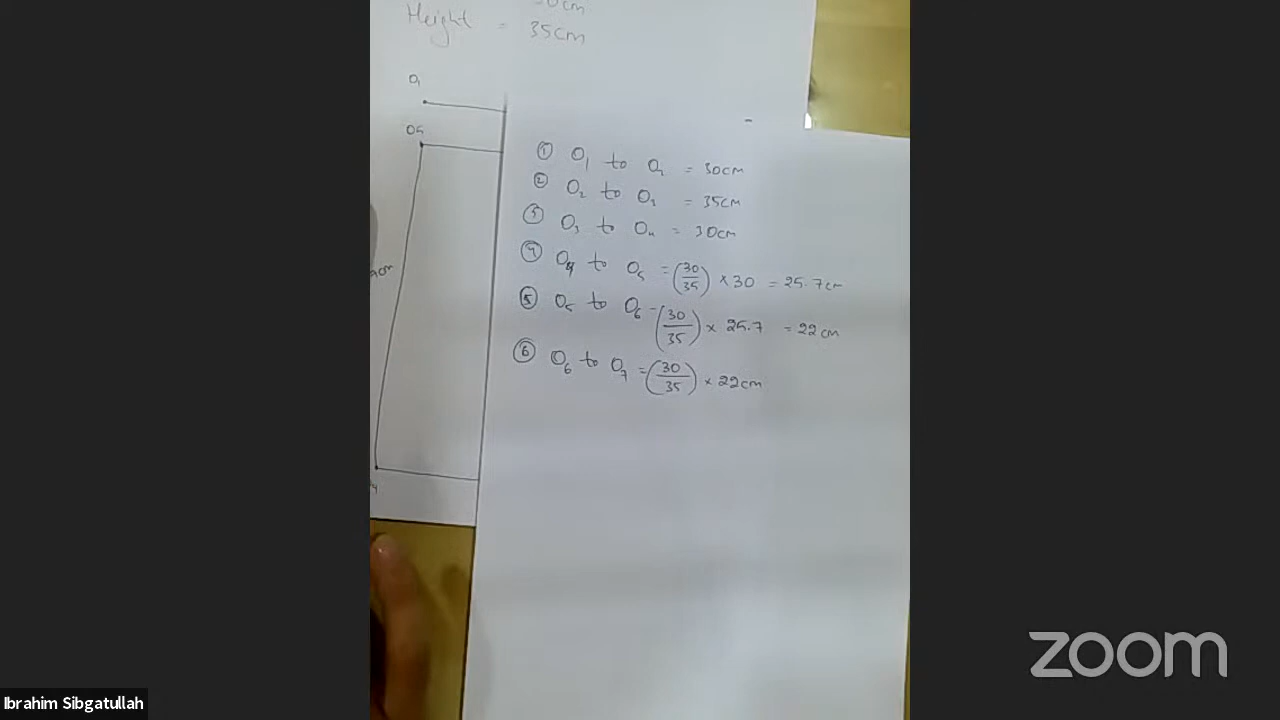 0cm
Height = 35cm
O1
O5
① O1 to O2 = 30cm
② O2 to O3 = 35cm
③ O3 to O4 = 30cm
④ O4 to O5 = (30/35) × 30 = 25.7cm
⑤ O5 to O6 = (30/35) × 25.7 = 22cm
⑥ O6 to O7 = (30/35) × 22cm
zoom
Ibrahim Sibgatullah